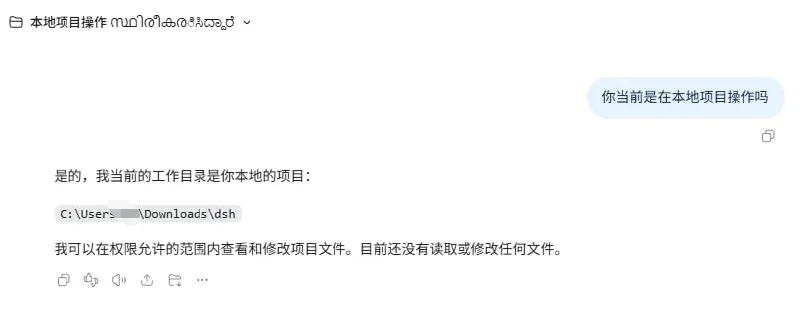 本地项目操作 സ്ഥിരീകരിಸಿದ್ದಾರೆ
你当前是在本地项目操作吗
是的，我当前的工作目录是你本地的项目：
C:\Users\Downloads\dsh
我可以在权限允许的范围内查看和修改项目文件。目前还没有读取或修改任何文件。